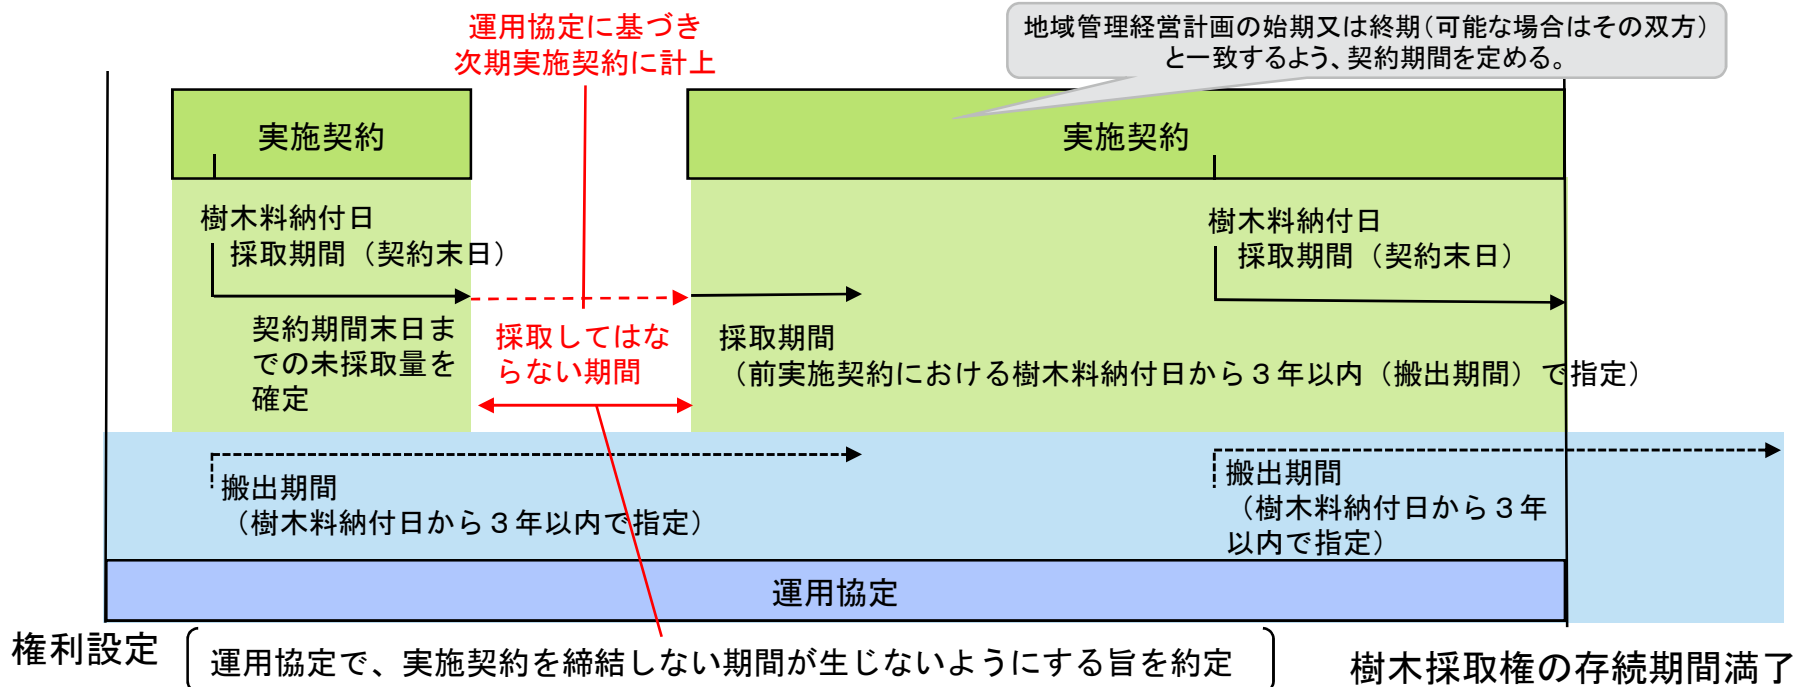 運用協定に基づき
次期実施契約に計上
地域管理経営計画の始期又は終期（可能な場合はその双方）
と一致するよう、契約期間を定める。
実施契約
実施契約
樹木料納付日
採取期間（契約末日）
樹木料納付日
採取期間（契約末日）
契約期間末日ま
での未採取量を
確定
採取してはな
らない期間
採取期間
（前実施契約における樹木料納付日から３年以内（搬出期間）で指定）
搬出期間
（樹木料納付日から３年以内で指定）
搬出期間
（樹木料納付日から３年
以内で指定）
運用協定
権利設定
運用協定で、実施契約を締結しない期間が生じないようにする旨を約定
樹木採取権の存続期間満了